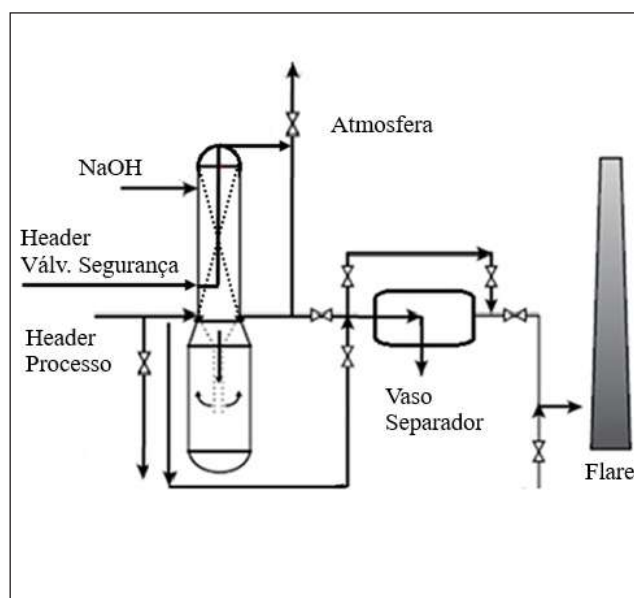 Atmosfera
NaOH
Header
Válv. Segurança
Header
Processo
Vaso
Separador
Flare